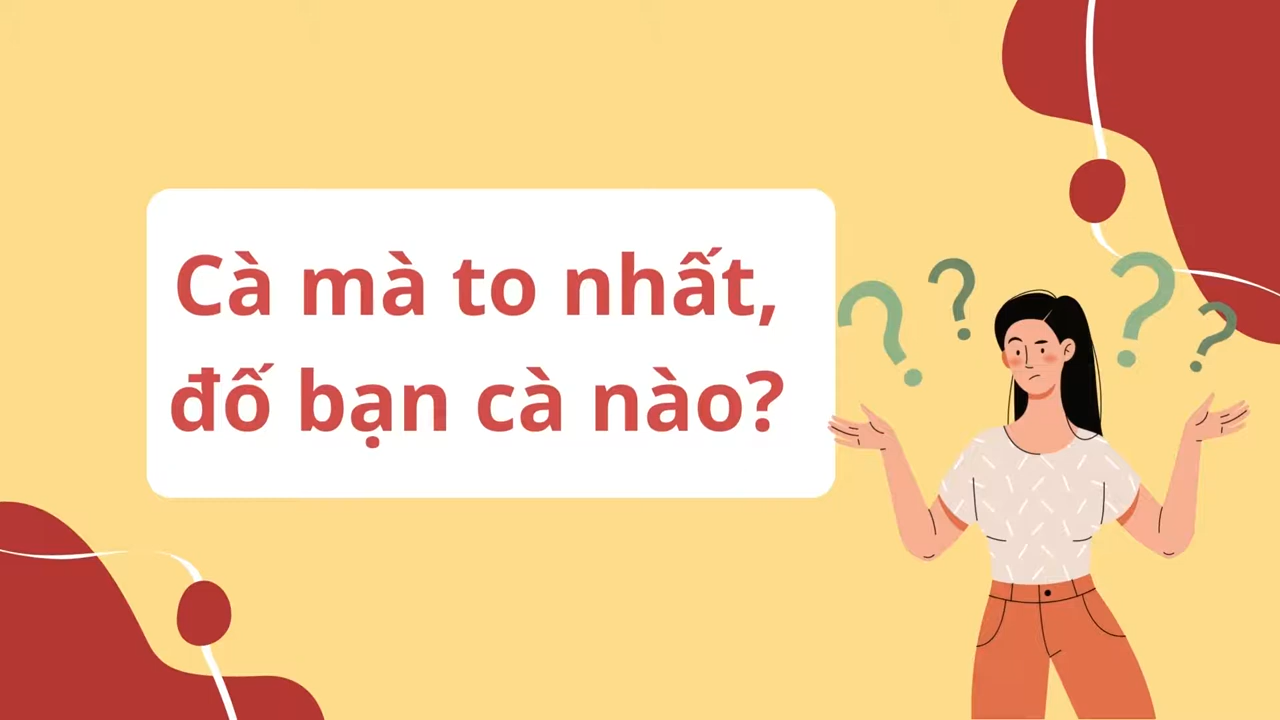 Cà mà to nhất,
đố bạn cà nào?